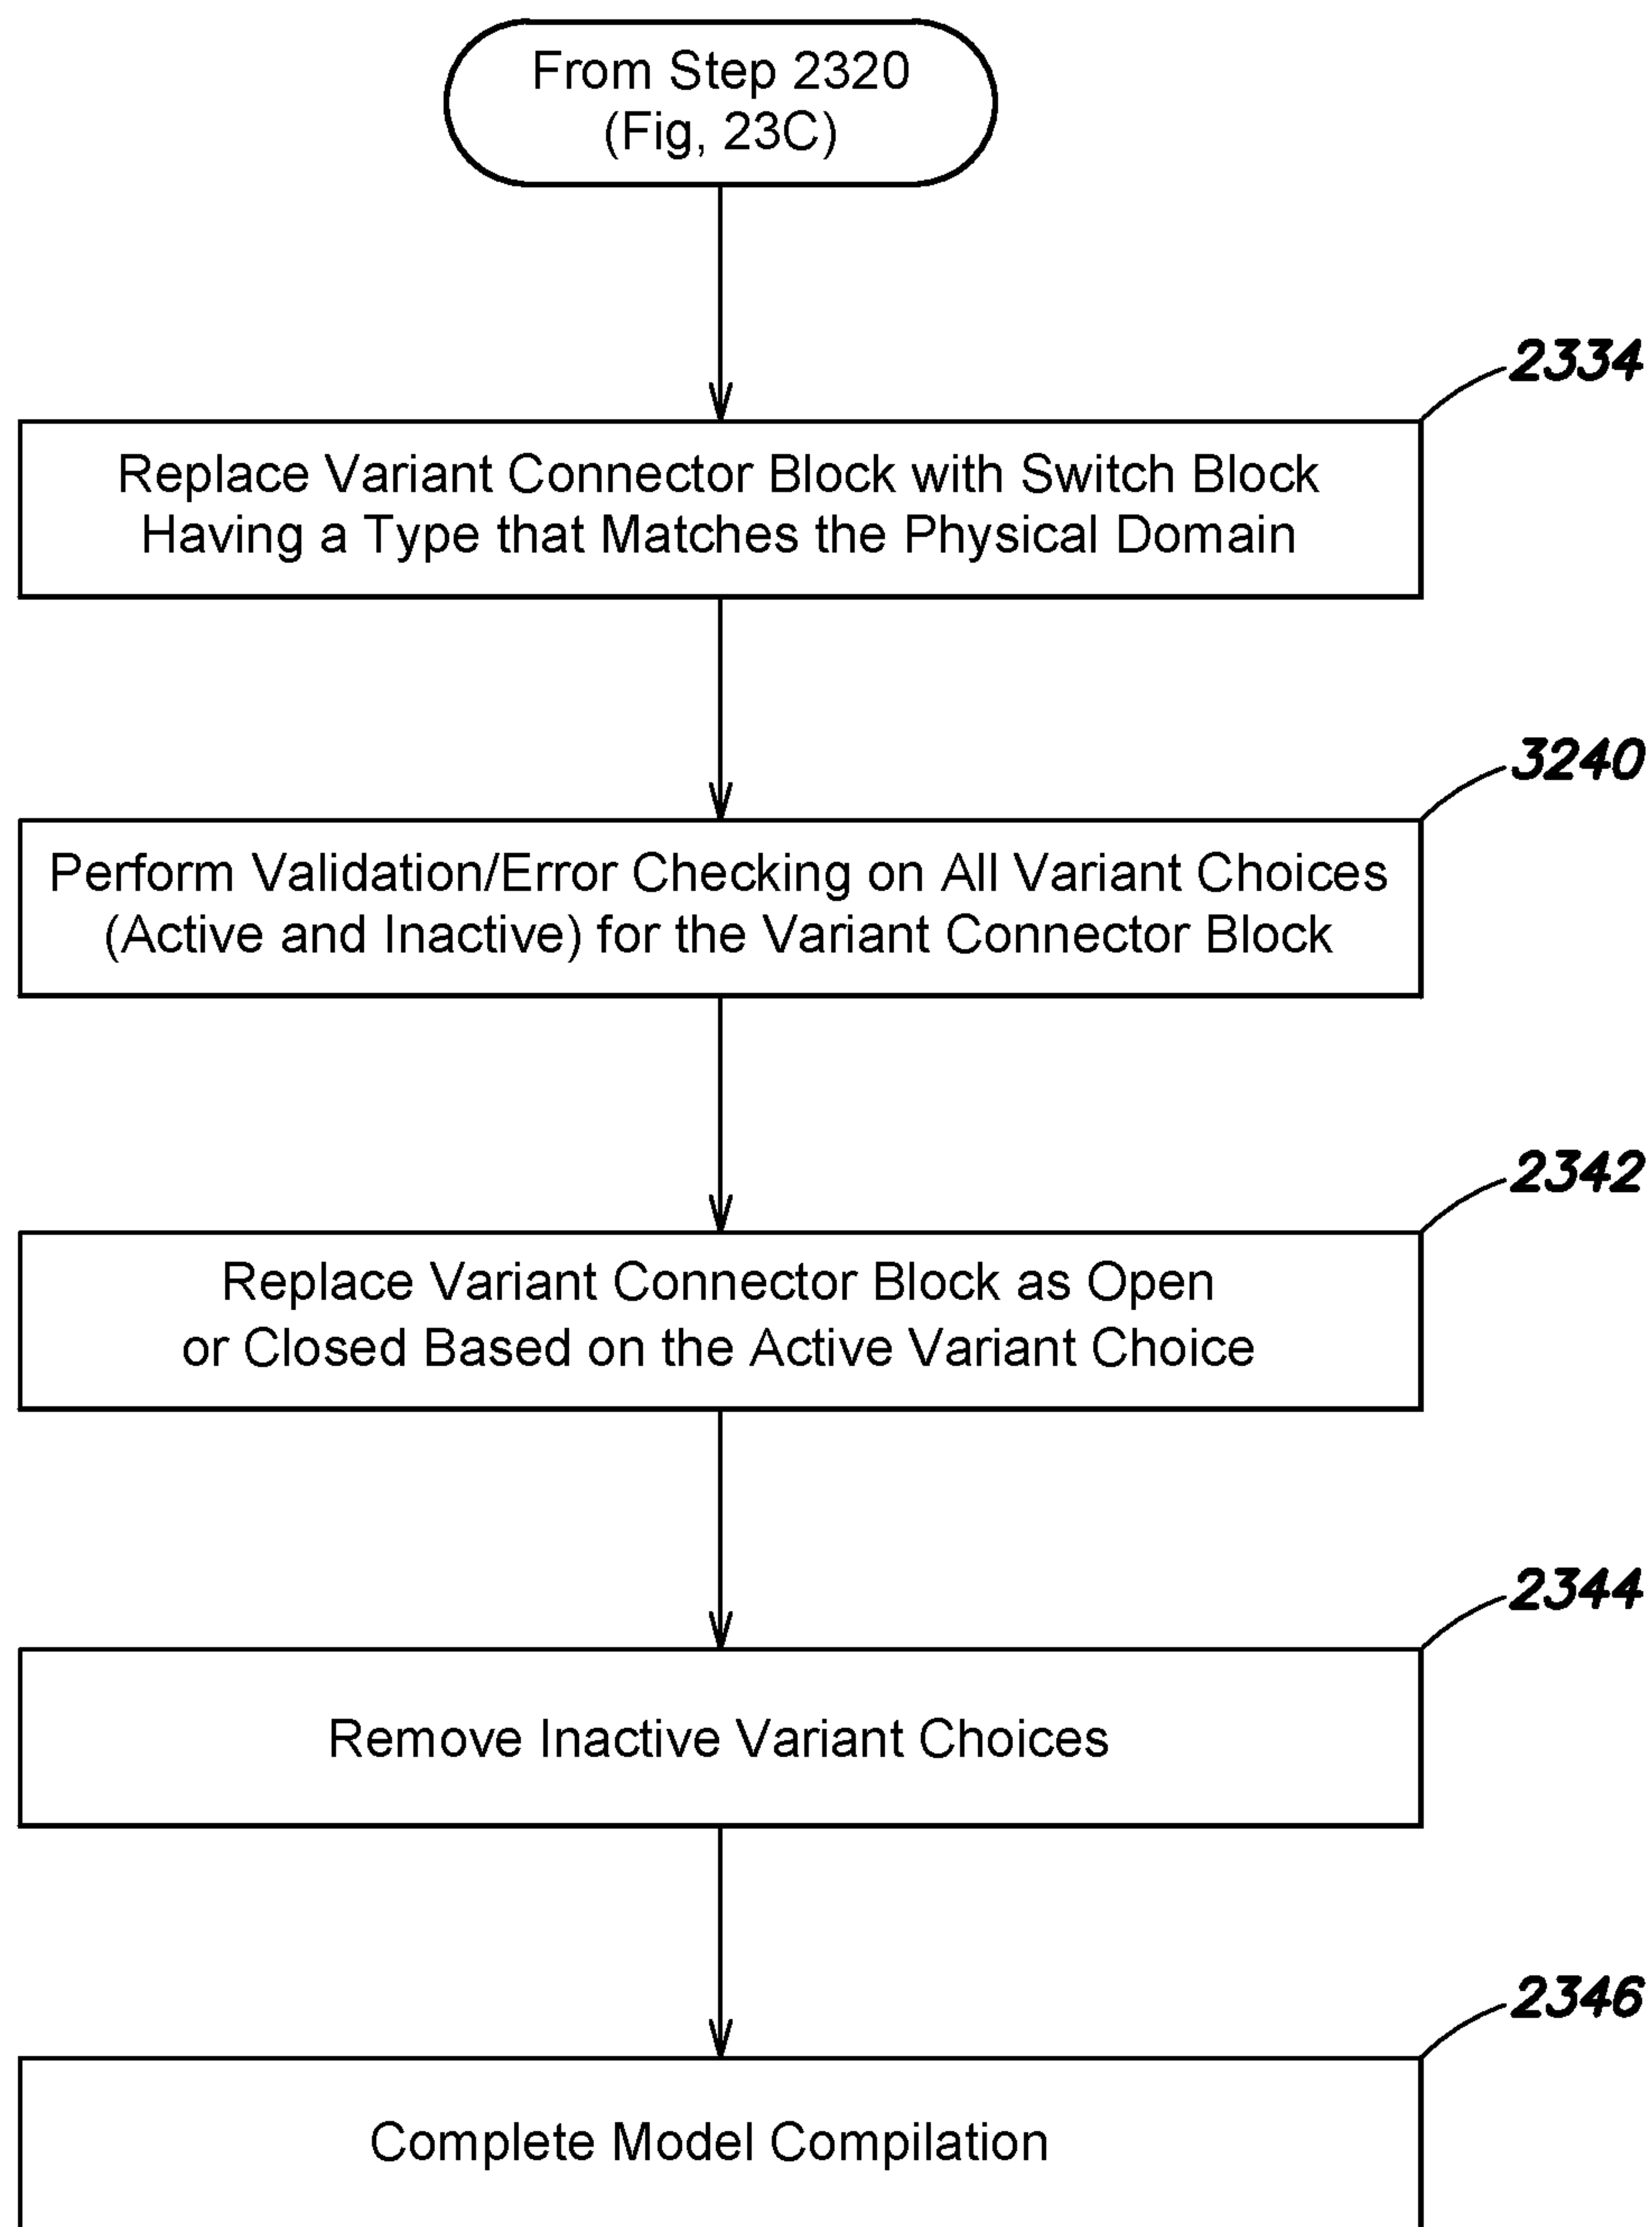 From Step 2320
(Fig, 23C)
2334
Replace Variant Connector Block with Switch Block
Having a Type that Matches the Physical Domain
3240
Perform Validation/Error Checking on All Variant Choices
(Active and Inactive) for the Variant Connector Block
2342
Replace Variant Connector Block as Open
or Closed Based on the Active Variant Choice
2344
Remove Inactive Variant Choices
2346
Complete Model Compilation